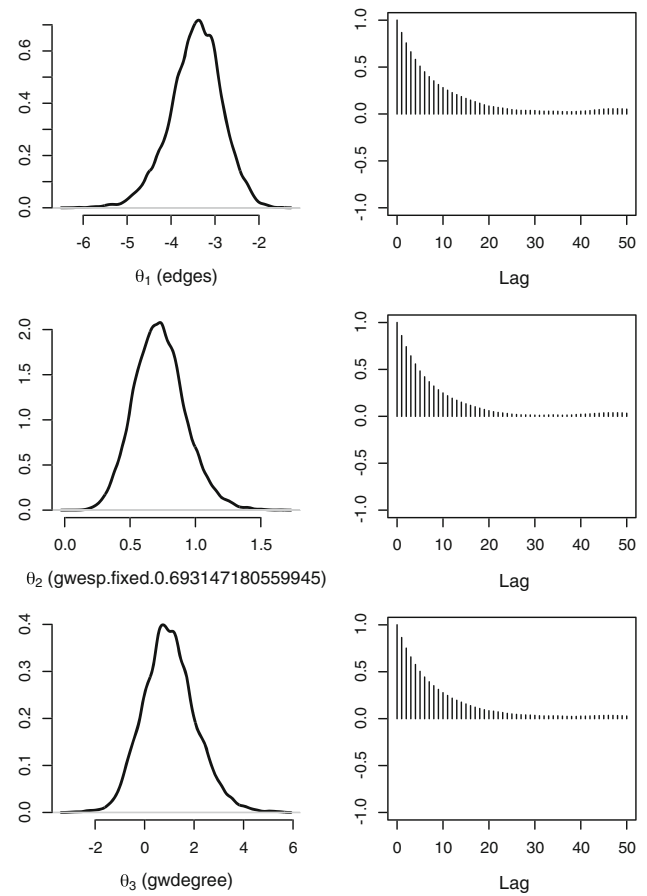 0.0 0.2 0.4 0.6
-6 -5 -4 -3 -2
θ1 (edges)
-1.0 -0.5 0.0 0.5 1.0
0 10 20 30 40 50
Lag
0.0 0.5 1.0 1.5 2.0
0.0 0.5 1.0 1.5
θ2 (gwesp.fixed.0.693147180559945)
-1.0 -0.5 0.0 0.5 1.0
0 10 20 30 40 50
Lag
0.0 0.1 0.2 0.3 0.4
-2 0 2 4 6
θ3 (gwdegree)
-1.0 -0.5 0.0 0.5 1.0
0 10 20 30 40 50
Lag